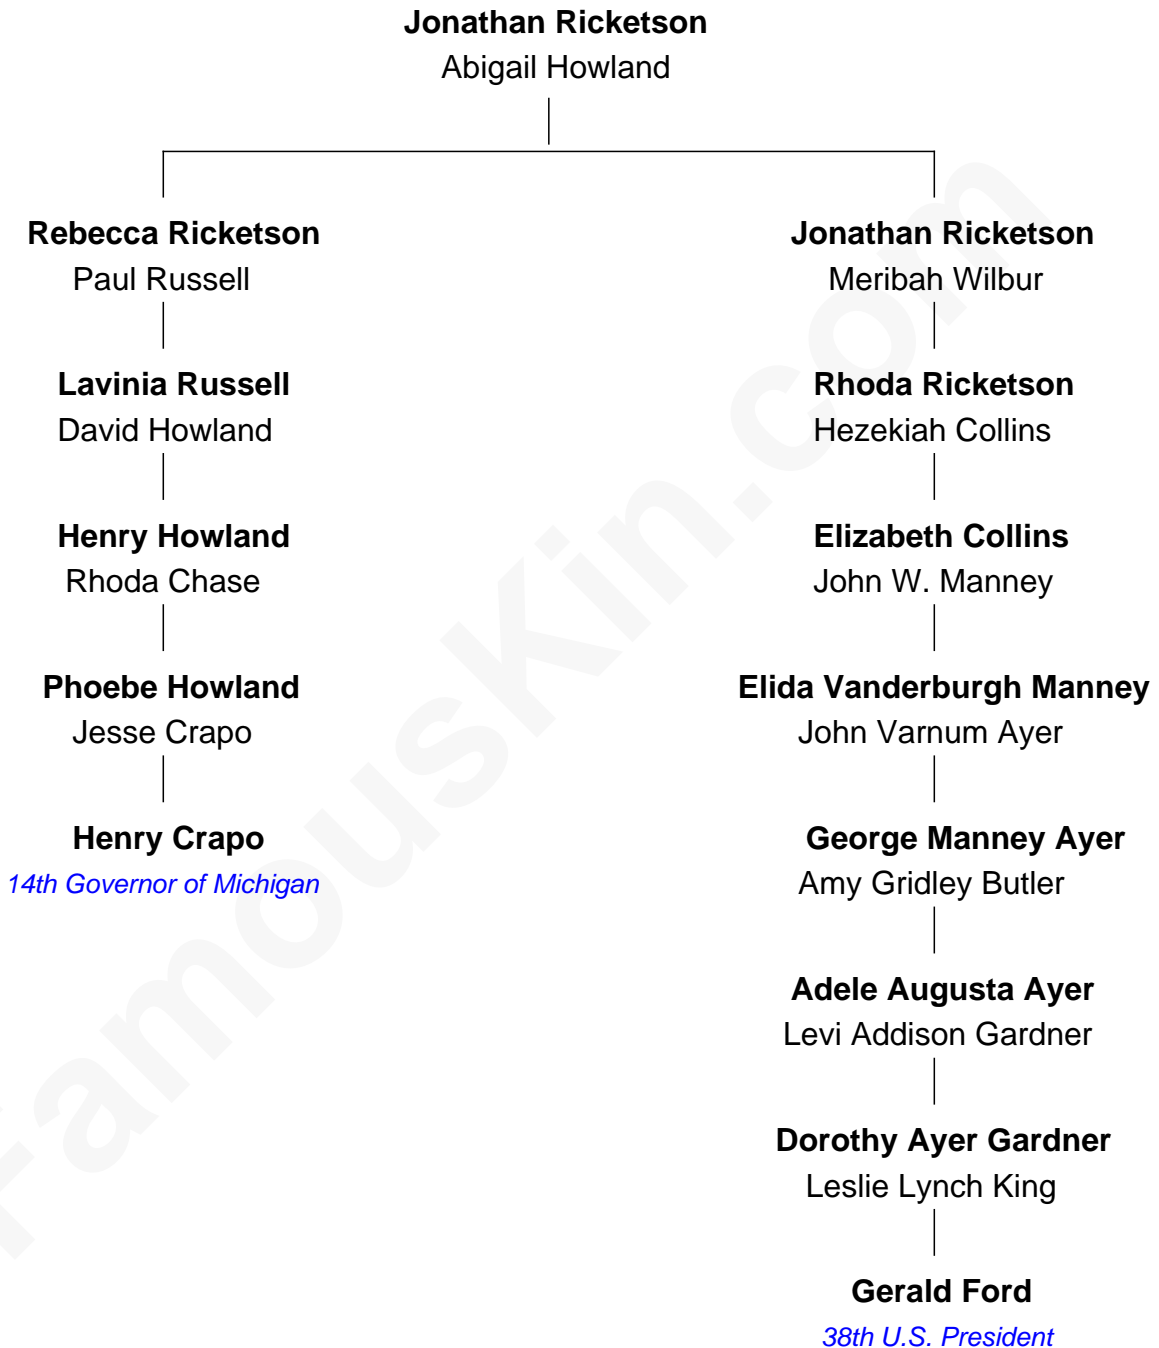 Jonathan Ricketson
Abigail Howland
Rebecca Ricketson
Paul Russell
Jonathan Ricketson
Meribah Wilbur
Lavinia Russell
David Howland
Rhoda Ricketson
Hezekiah Collins
Henry Howland
Rhoda Chase
Elizabeth Collins
John W. Manney
Phoebe Howland
Jesse Crapo
Elida Vanderburgh Manney
John Varnum Ayer
Henry Crapo
14th Governor of Michigan
George Manney Ayer
Amy Gridley Butler
Adele Augusta Ayer
Levi Addison Gardner
Dorothy Ayer Gardner
Leslie Lynch King
Gerald Ford
38th U.S. President
FamousKin.com